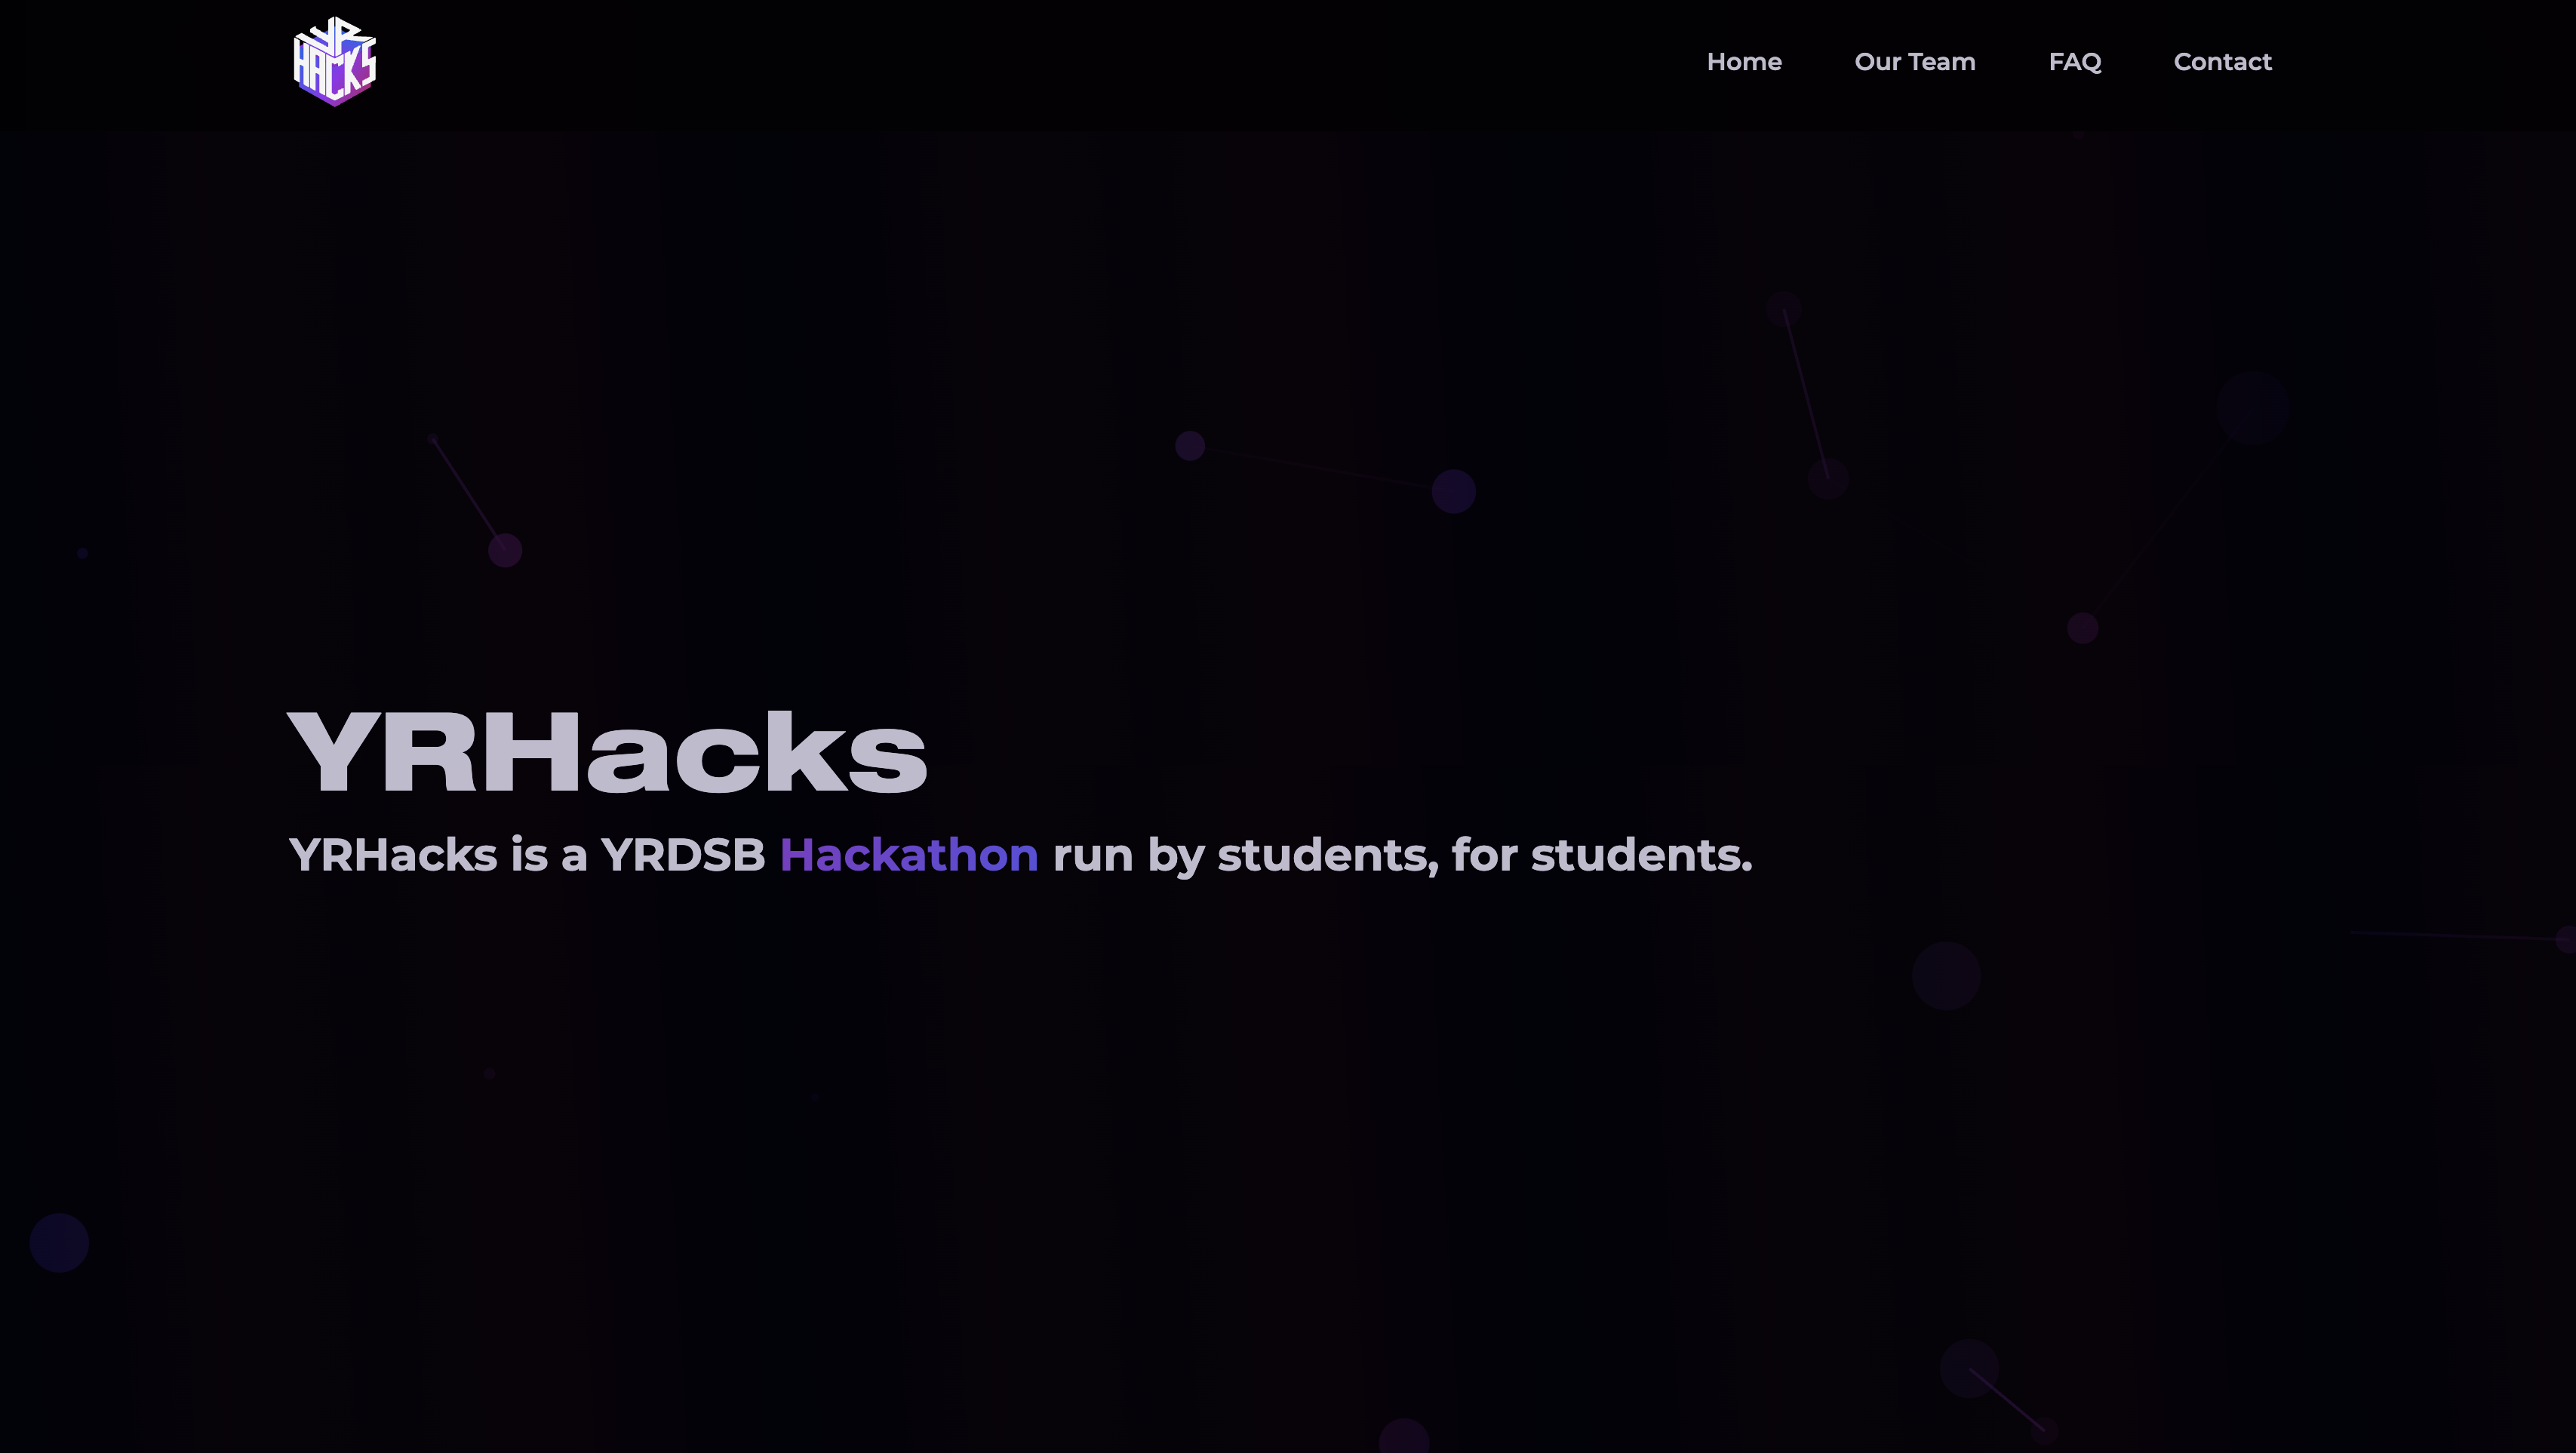 YR
HACKS
Home
Our Team
FAQ
Contact
YRHacks
YRHacks is a YRDSB Hackathon run by students, for students.